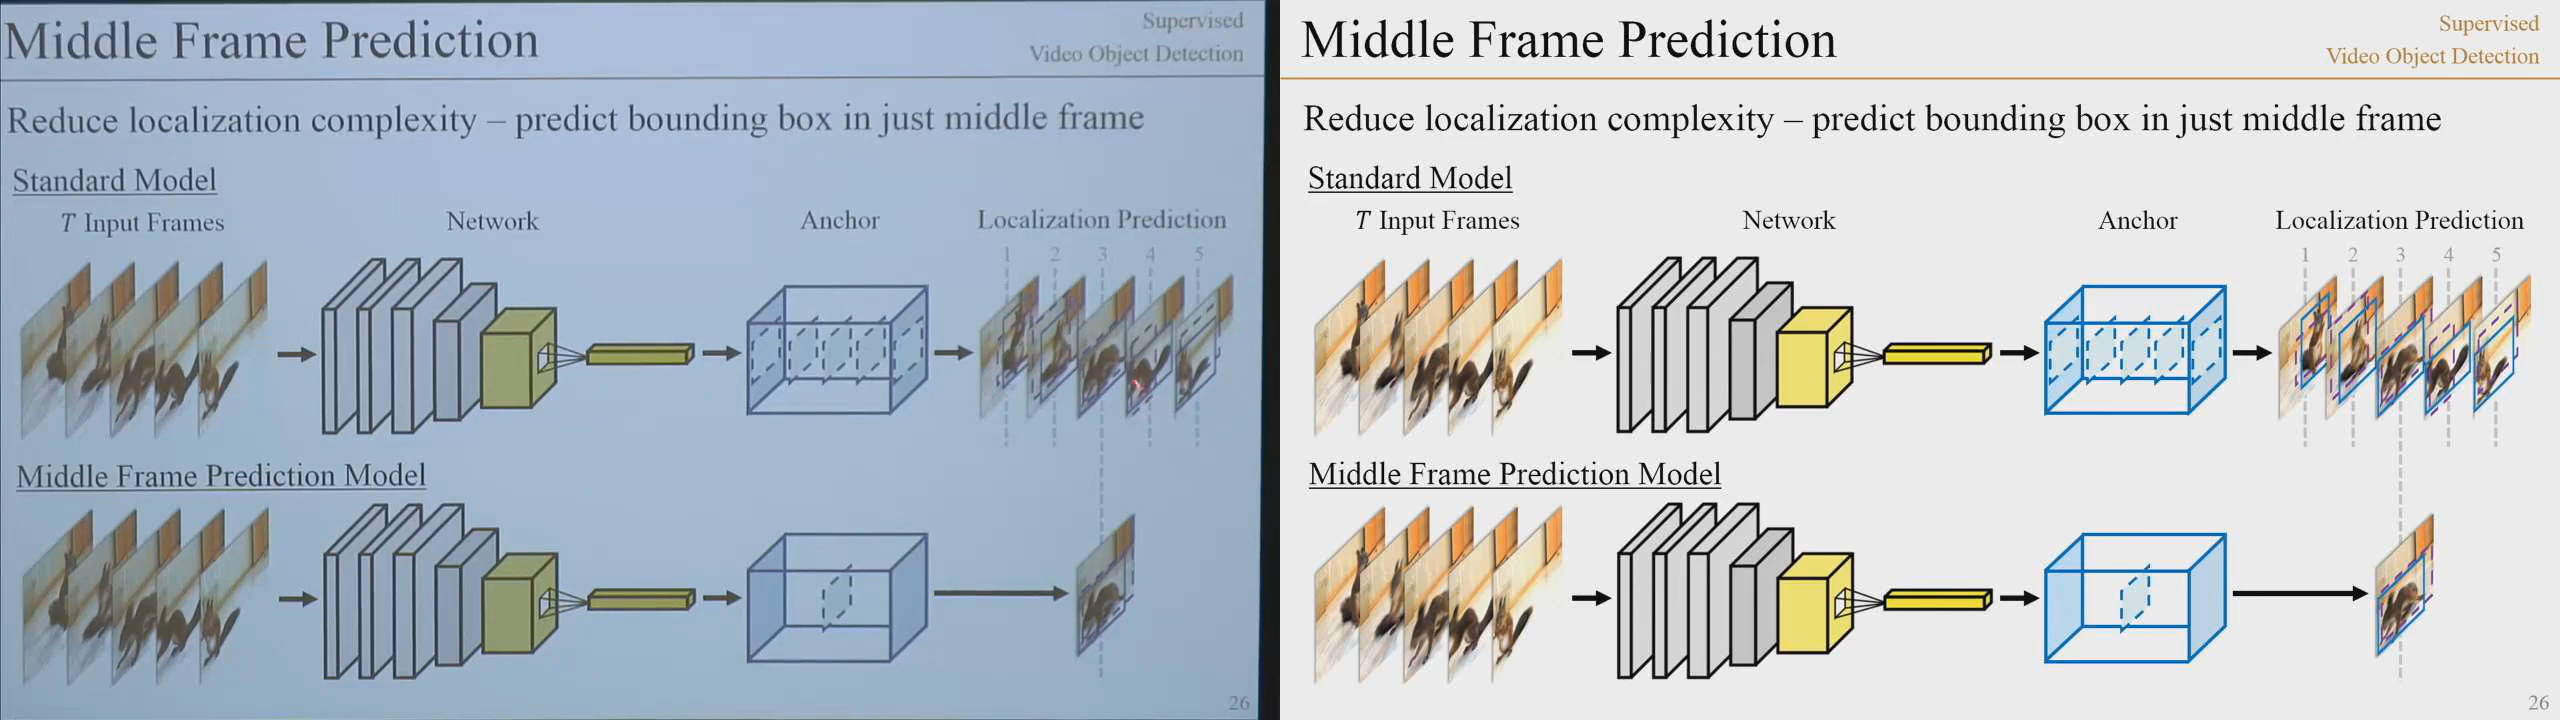 Middle Frame Prediction
Supervised
Video Object Detection
Reduce localization complexity – predict bounding box in just middle frame
Standard Model
T Input Frames
Network
Anchor
Localization Prediction
1 2 3 4 5
Middle Frame Prediction Model
26
Middle Frame Prediction
Supervised
Video Object Detection
Reduce localization complexity – predict bounding box in just middle frame
Standard Model
T Input Frames
Network
Anchor
Localization Prediction
1 2 3 4 5
Middle Frame Prediction Model
26